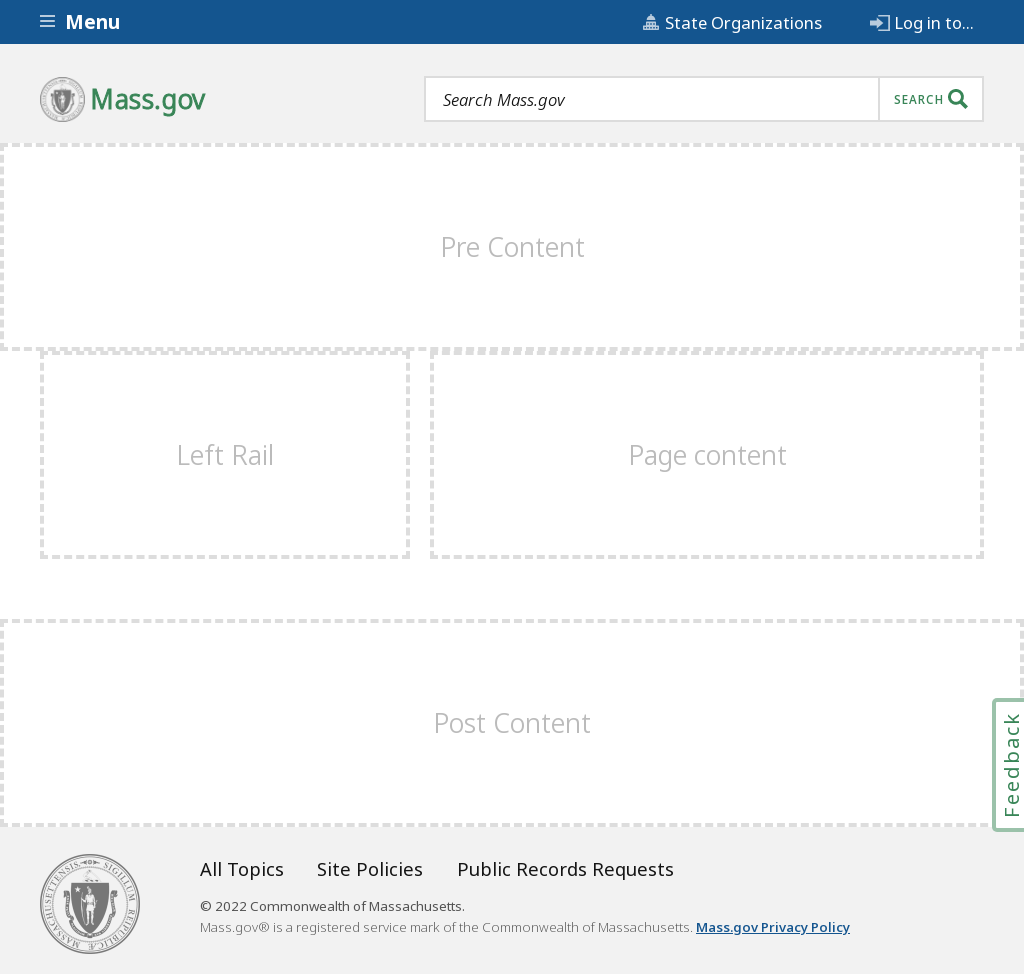 Menu
State Organizations
Log in to...
Mass.gov
Search Mass.gov
SEARCH
Pre Content
Left Rail
Page content
Post Content
Feedback
All Topics
Site Policies
Public Records Requests
© 2022 Commonwealth of Massachusetts.
Mass.gov® is a registered service mark of the Commonwealth of Massachusetts. Mass.gov Privacy Policy